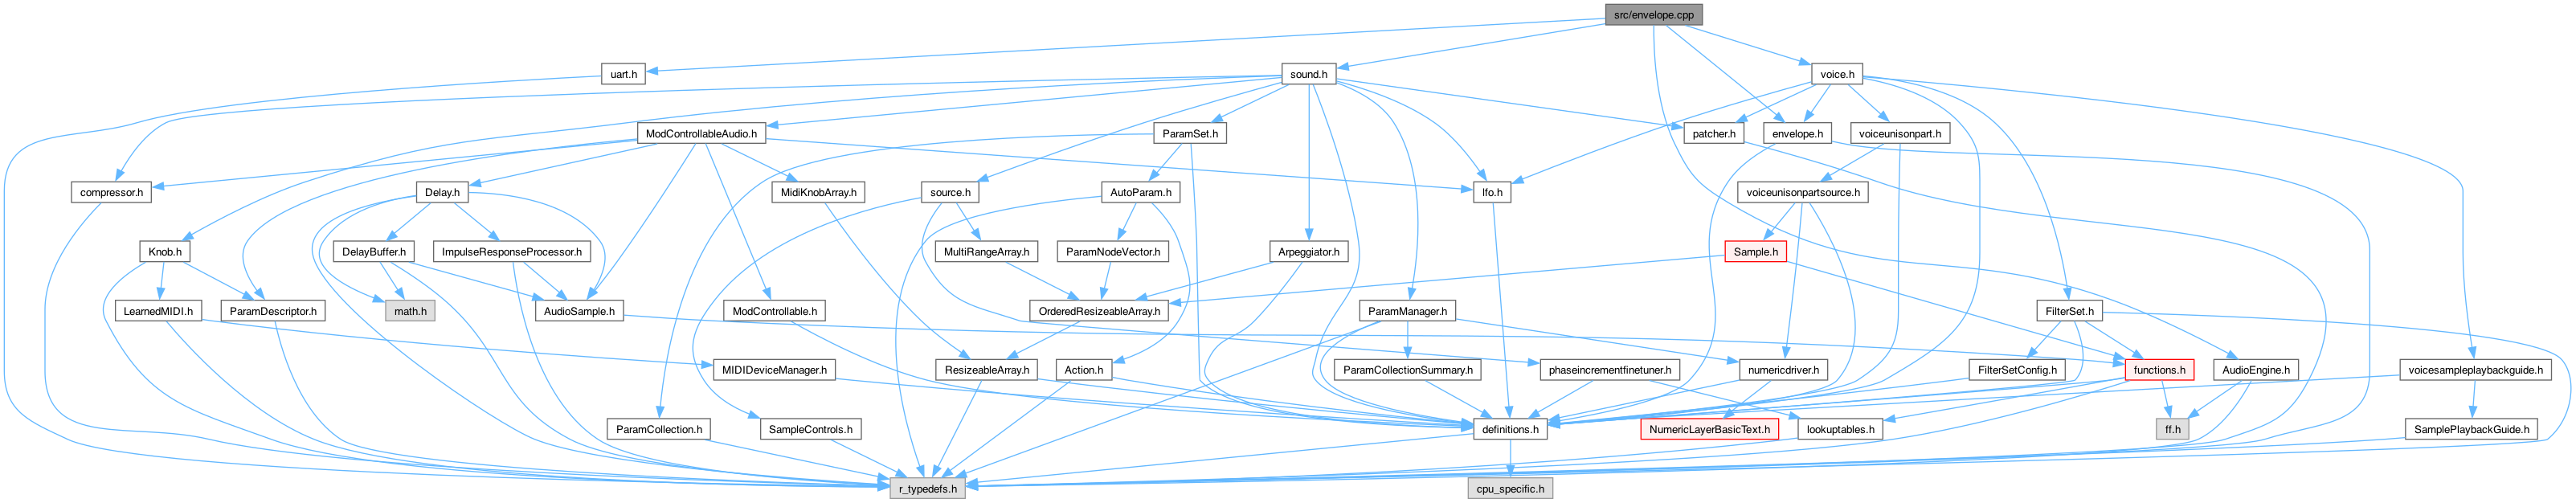 src/envelope.cpp
uart.h
sound.h
voice.h
ModControllableAudio.h
ParamSet.h
patcher.h
envelope.h
voiceunisonpart.h
compressor.h
Delay.h
MidiKnobArray.h
source.h
AutoParam.h
lfo.h
voiceunisonpartsource.h
Knob.h
DelayBuffer.h
ImpulseResponseProcessor.h
MultiRangeArray.h
ParamNodeVector.h
Arpeggiator.h
Sample.h
LearnedMIDI.h
ParamDescriptor.h
math.h
AudioSample.h
ModControllable.h
OrderedResizeableArray.h
ParamManager.h
FilterSet.h
MIDIDeviceManager.h
ResizeableArray.h
Action.h
ParamCollectionSummary.h
phaseincrementfinetuner.h
numericdriver.h
FilterSetConfig.h
functions.h
AudioEngine.h
voicesampleplaybackguide.h
ParamCollection.h
SampleControls.h
definitions.h
NumericLayerBasicText.h
lookuptables.h
ff.h
SamplePlaybackGuide.h
r_typedefs.h
cpu_specific.h